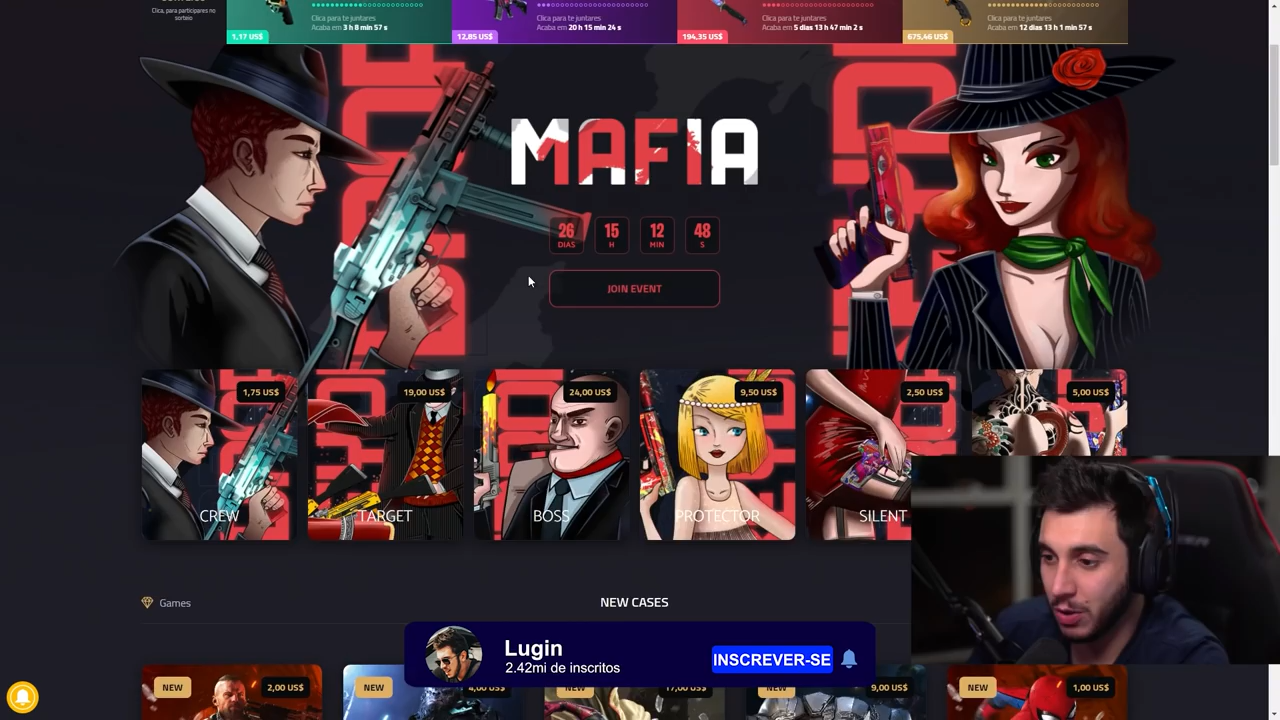 Clica, para participares no
sorteio
Clica para te juntares
Acaba em 3 h 8 min 57 s
1,17 US$
Clica para te juntares
Acaba em 20 h 15 min 24 s
12,85 US$
Clica para te juntares
Acaba em 5 dias 13 h 47 min 2 s
194,35 US$
Clica para te juntares
Acaba em 12 dias 13 h 1 min 57 s
675,46 US$
MAFIA
26 15 12 48
DIAS H MIN S
JOIN EVENT
1,75 US$
CREW
19,00 US$
TARGET
24,00 US$
BOSS
9,50 US$
PROTECTOR
2,50 US$
SILENT
5,00 US$
Games
NEW CASES
Lugin
2.42mi de inscritos
INSCREVER-SE
NEW 2,00 US$
NEW 4,00 US$
NEW 17,00 US$
NEW 9,00 US$
NEW 1,00 US$